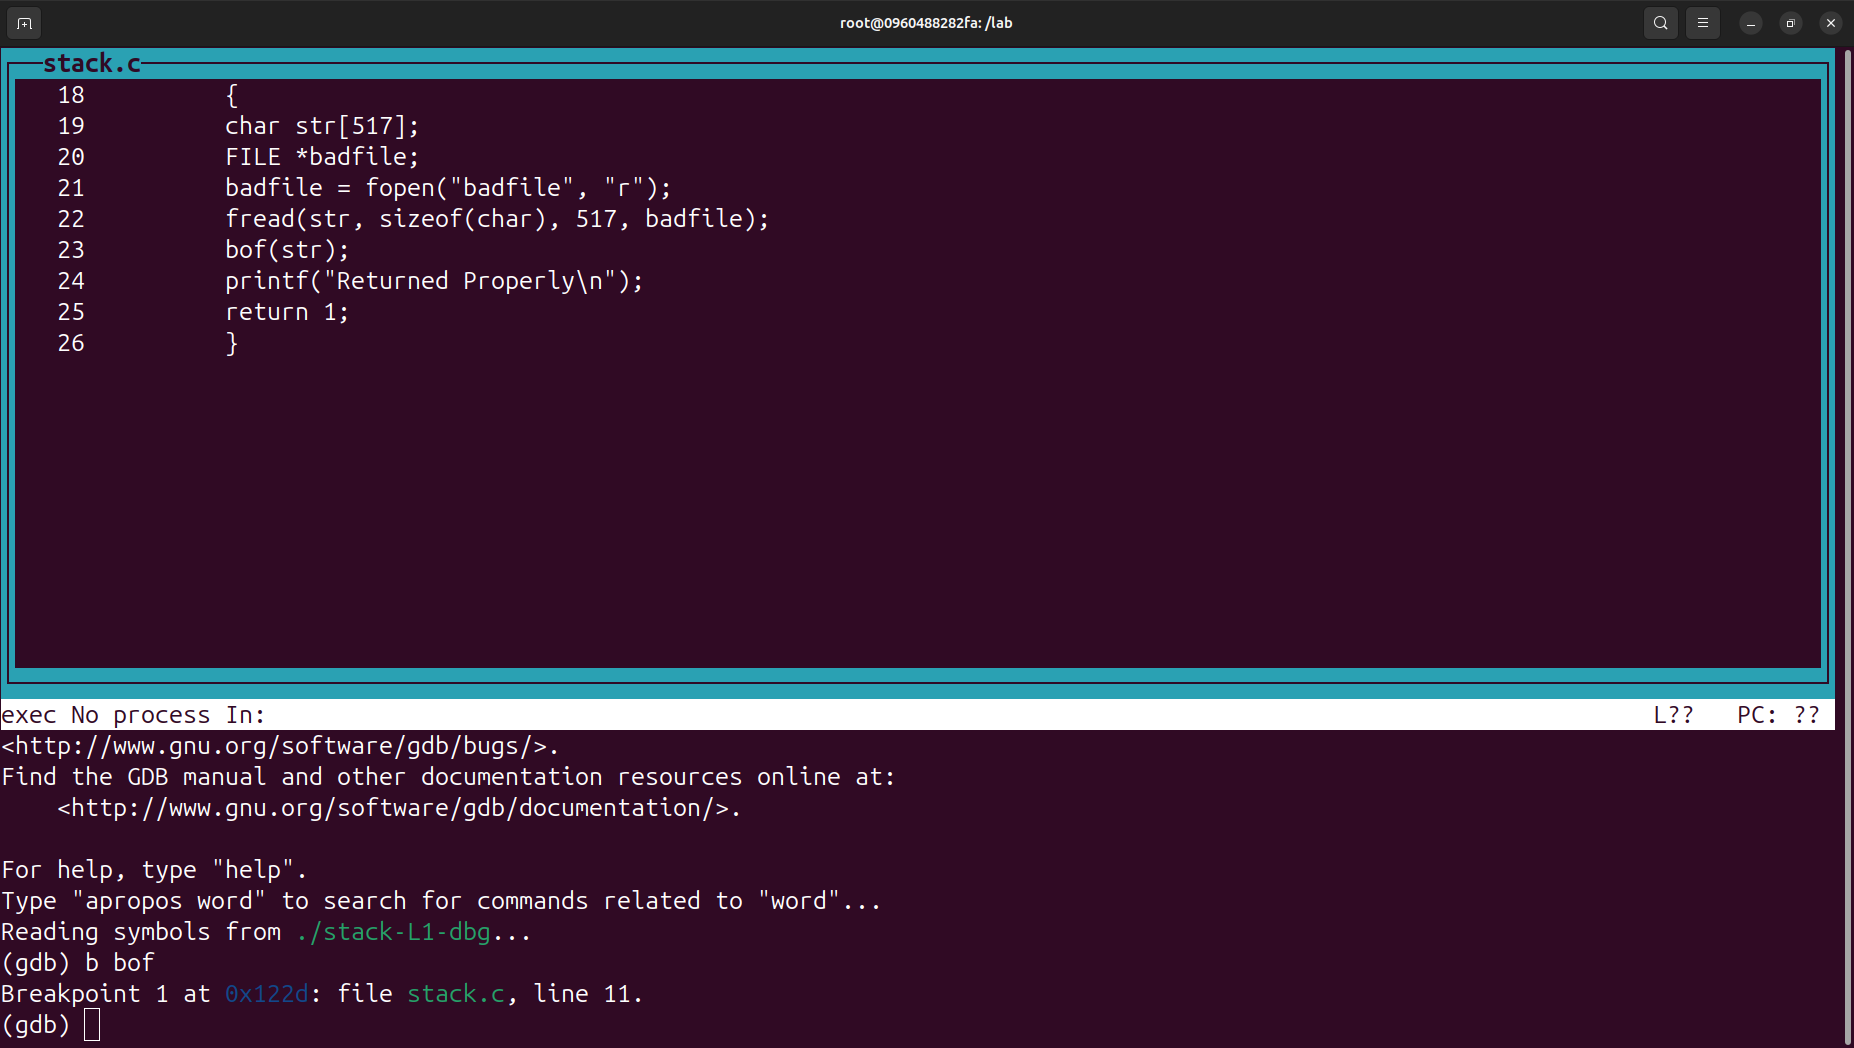 root@0960488282fa: /lab
stack.c
18 {
19 char str[517];
20 FILE *badfile;
21 badfile = fopen("badfile", "r");
22 fread(str, sizeof(char), 517, badfile);
23 bof(str);
24 printf("Returned Properly\n");
25 return 1;
26 }
exec No process In: L?? PC: ??
<http://www.gnu.org/software/gdb/bugs/>.
Find the GDB manual and other documentation resources online at:
<http://www.gnu.org/software/gdb/documentation/>.
For help, type "help".
Type "apropos word" to search for commands related to "word"...
Reading symbols from ./stack-L1-dbg...
(gdb) b bof
Breakpoint 1 at 0x122d: file stack.c, line 11.
(gdb)